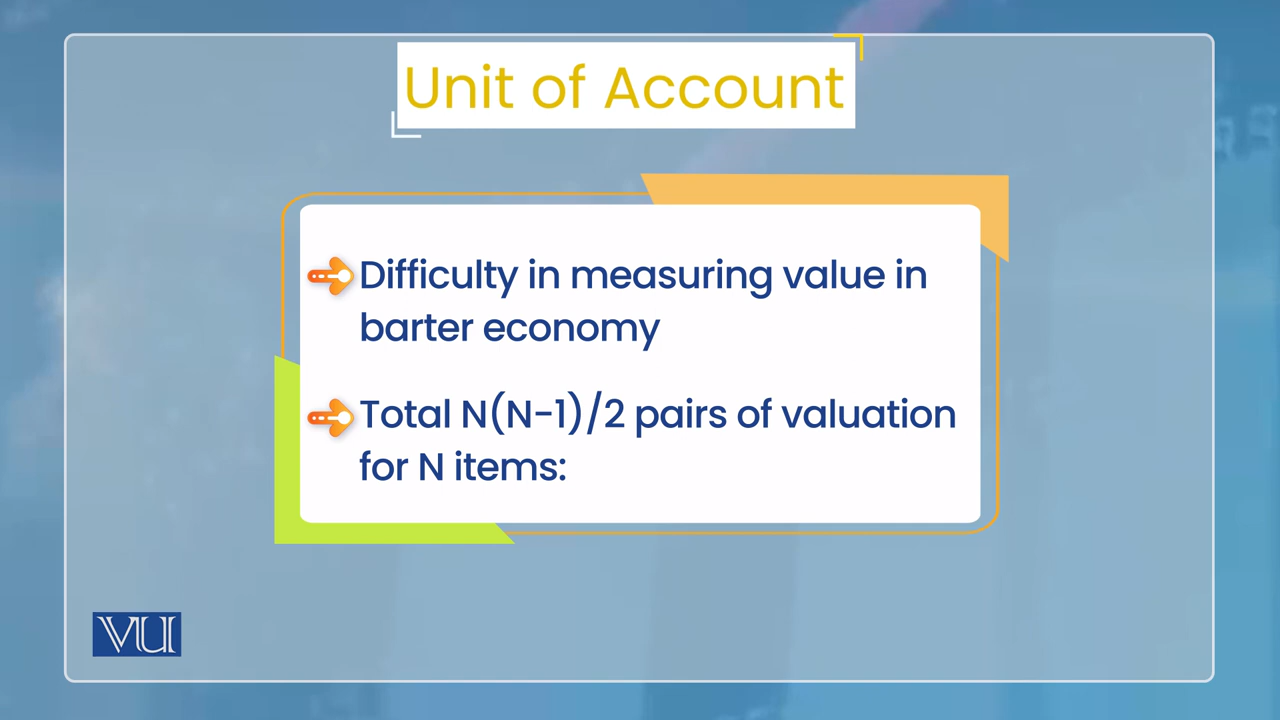 Unit of Account
Difficulty in measuring value in
barter economy
Total N(N-1)/2 pairs of valuation
for N items:
VU